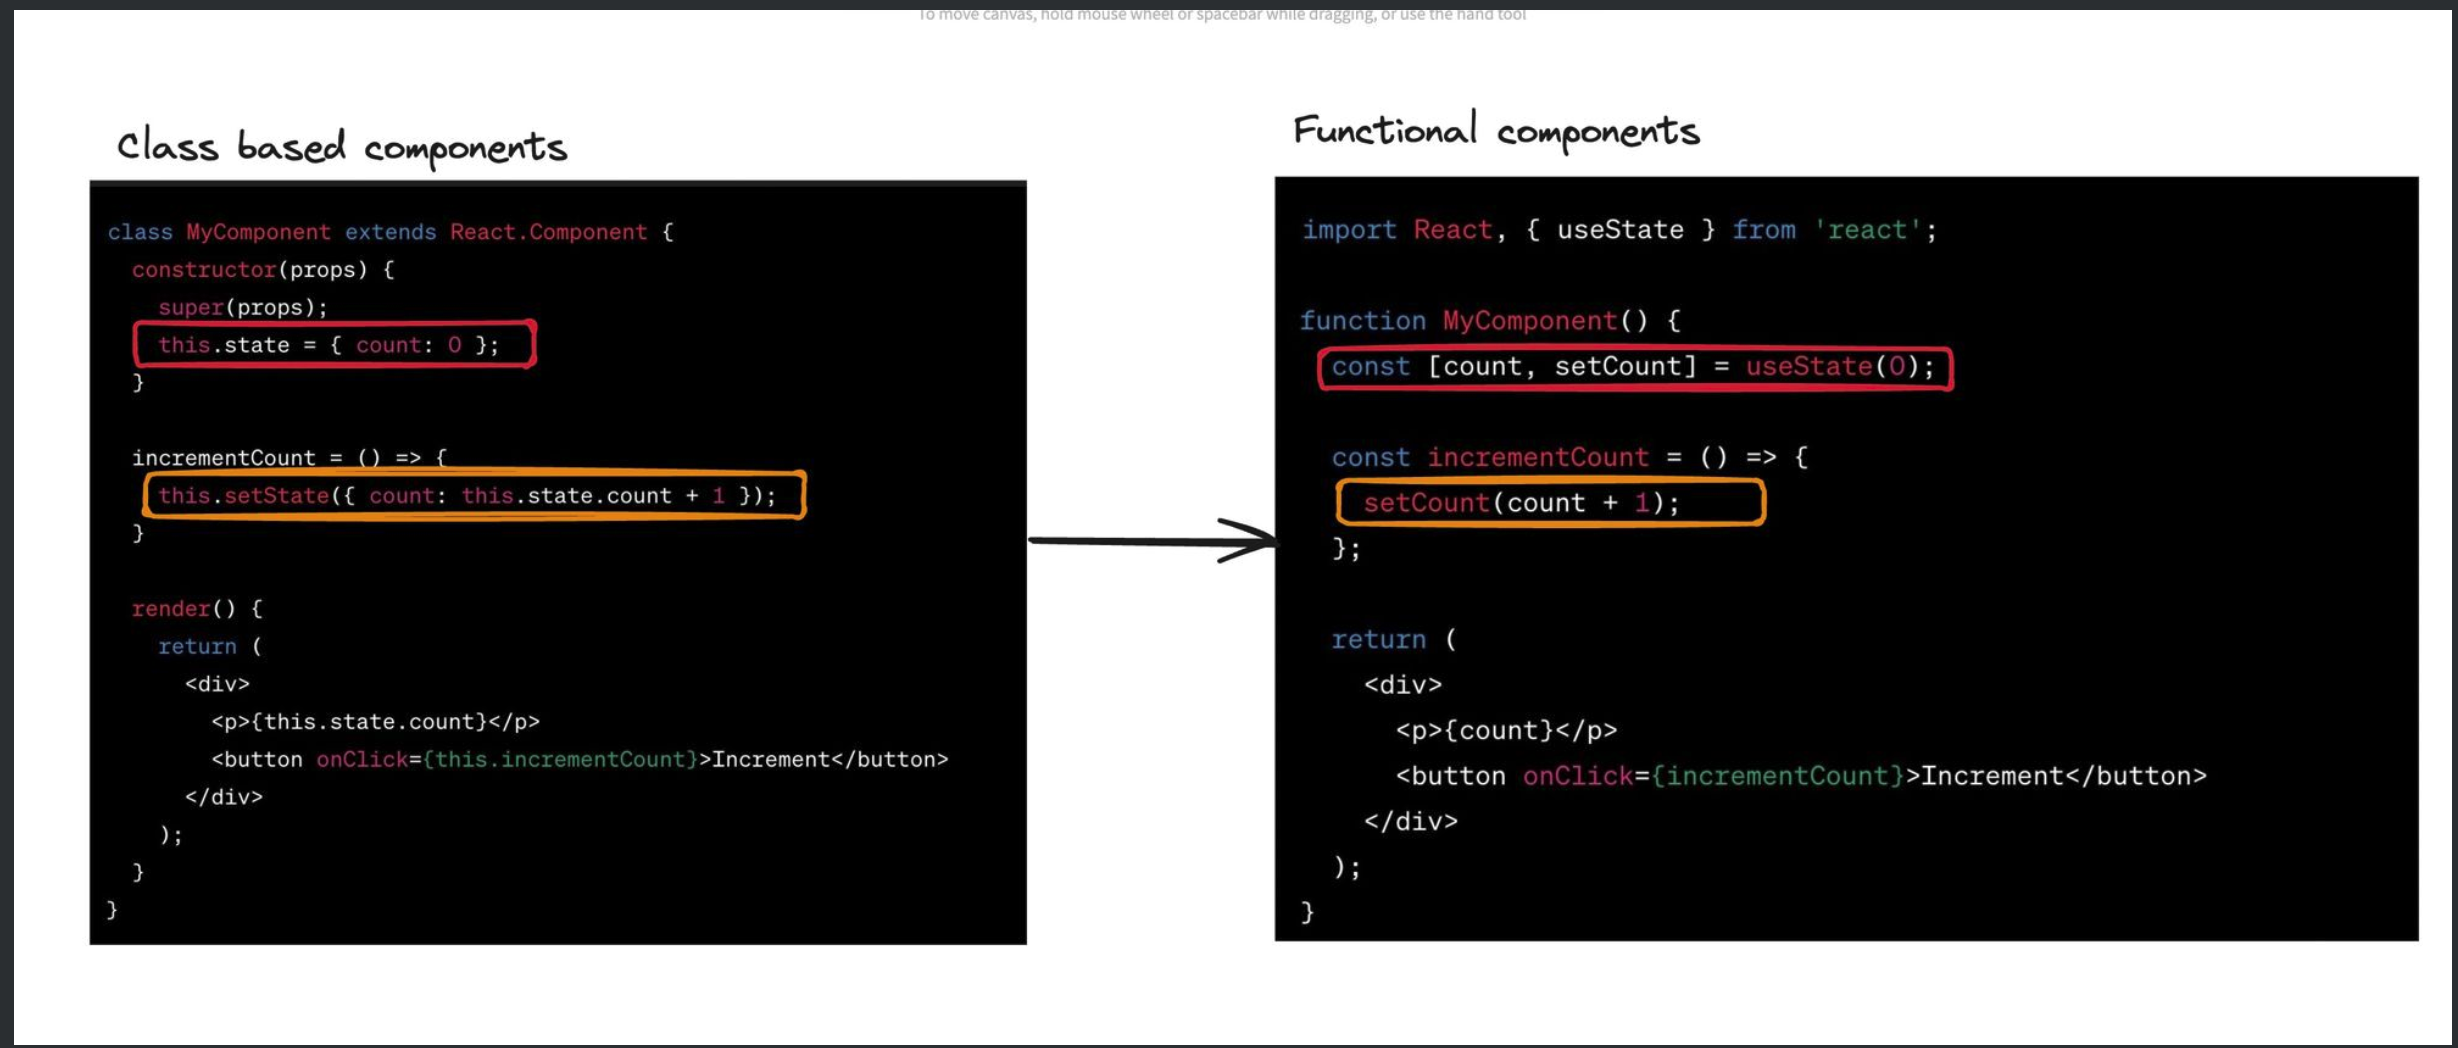 To move canvas, hold mouse wheel or spacebar while dragging, or use the hand tool
Class based components
class MyComponent extends React.Component {
constructor(props) {
super(props);
this.state = { count: 0 };
}
incrementCount = () => {
this.setState({ count: this.state.count + 1 });
}
render() {
return (
<div>
<p>{this.state.count}</p>
<button onClick={this.incrementCount}>Increment</button>
</div>
);
}
}
Functional components
import React, { useState } from 'react';
function MyComponent() {
const [count, setCount] = useState(0);
const incrementCount = () => {
setCount(count + 1);
};
return (
<div>
<p>{count}</p>
<button onClick={incrementCount}>Increment</button>
</div>
);
}